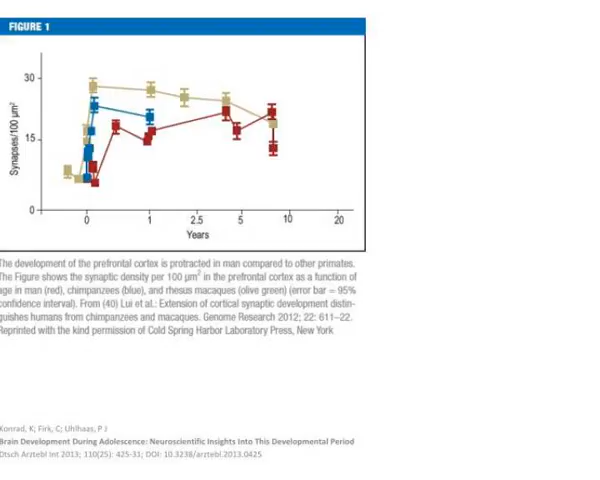 FIGURE 1
Synapses/100 µm²
30
15
0
0 1 2.5 5 10 20
Years
The development of the prefrontal cortex is protracted in man compared to other primates.
The Figure shows the synaptic density per 100 µm² in the prefrontal cortex as a function of
age in man (red), chimpanzees (blue), and rhesus macaques (olive green) (error bar = 95%
confidence interval). From (40) Lui et al.: Extension of cortical synaptic development distin-
guishes humans from chimpanzees and macaques. Genome Research 2012; 22: 611–22.
Reprinted with the kind permission of Cold Spring Harbor Laboratory Press, New York
Konrad, K; Firk, C; Uhlhaas, P J
Brain Development During Adolescence: Neuroscientific Insights Into This Developmental Period
Dtsch Arztebl Int 2013; 110(25): 425-31; DOI: 10.3238/arztebl.2013.0425